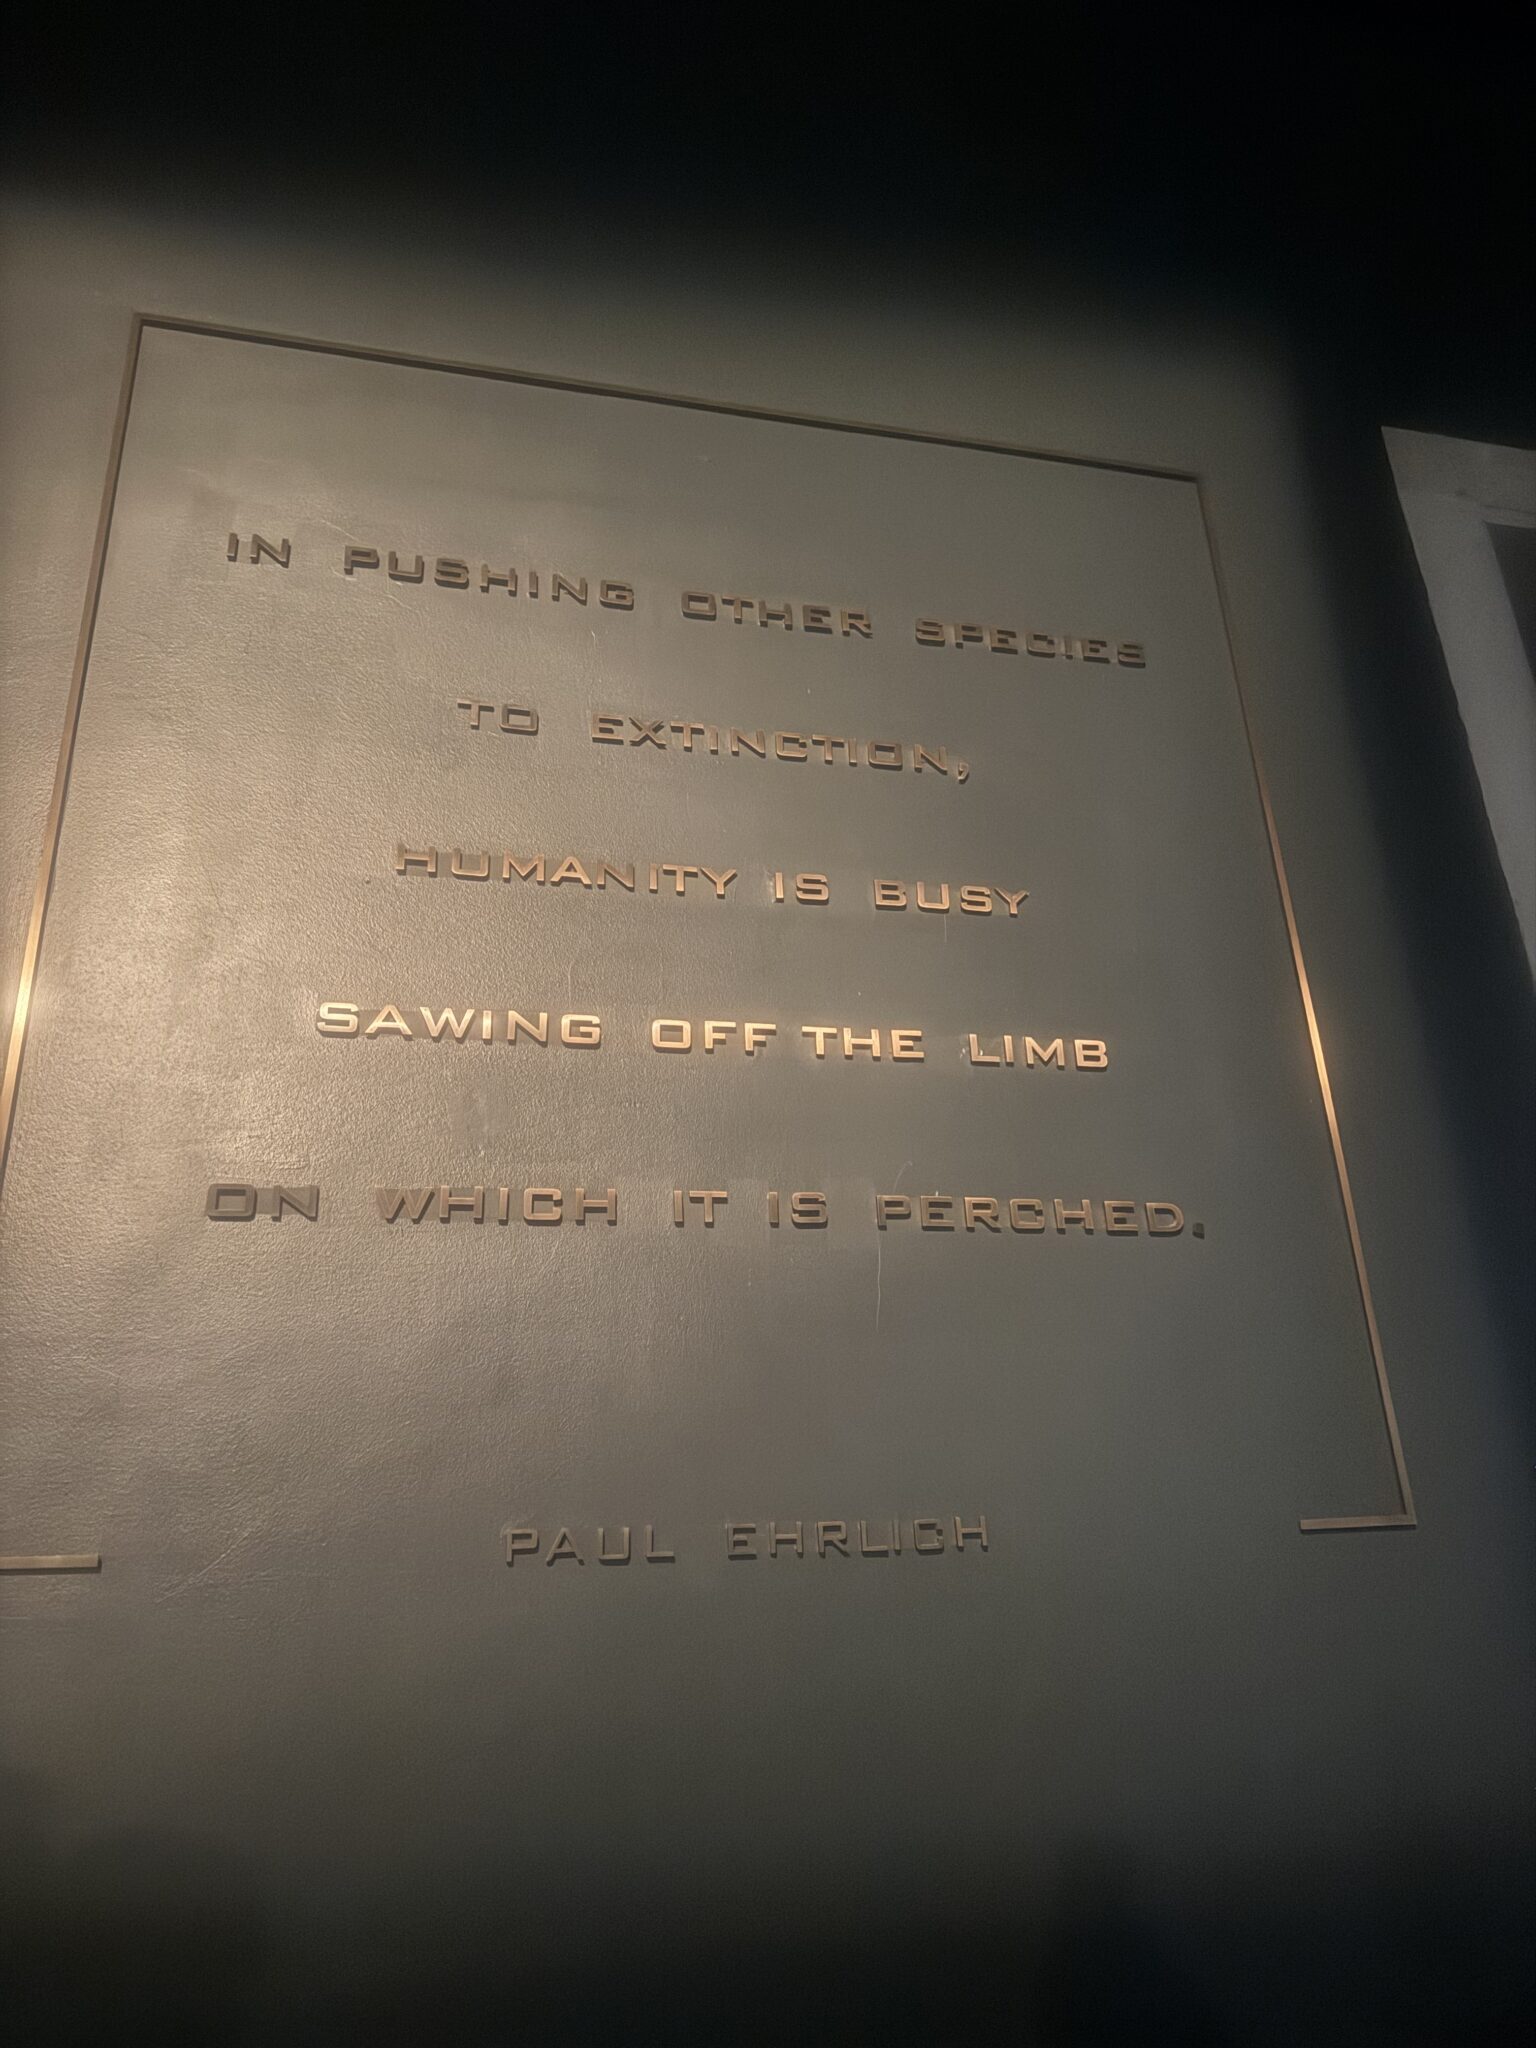 IN PUSHING OTHER SPECIES
TO EXTINCTION,
HUMANITY IS BUSY
SAWING OFF THE LIMB
ON WHICH IT IS PERCHED.
PAUL EHRLICH